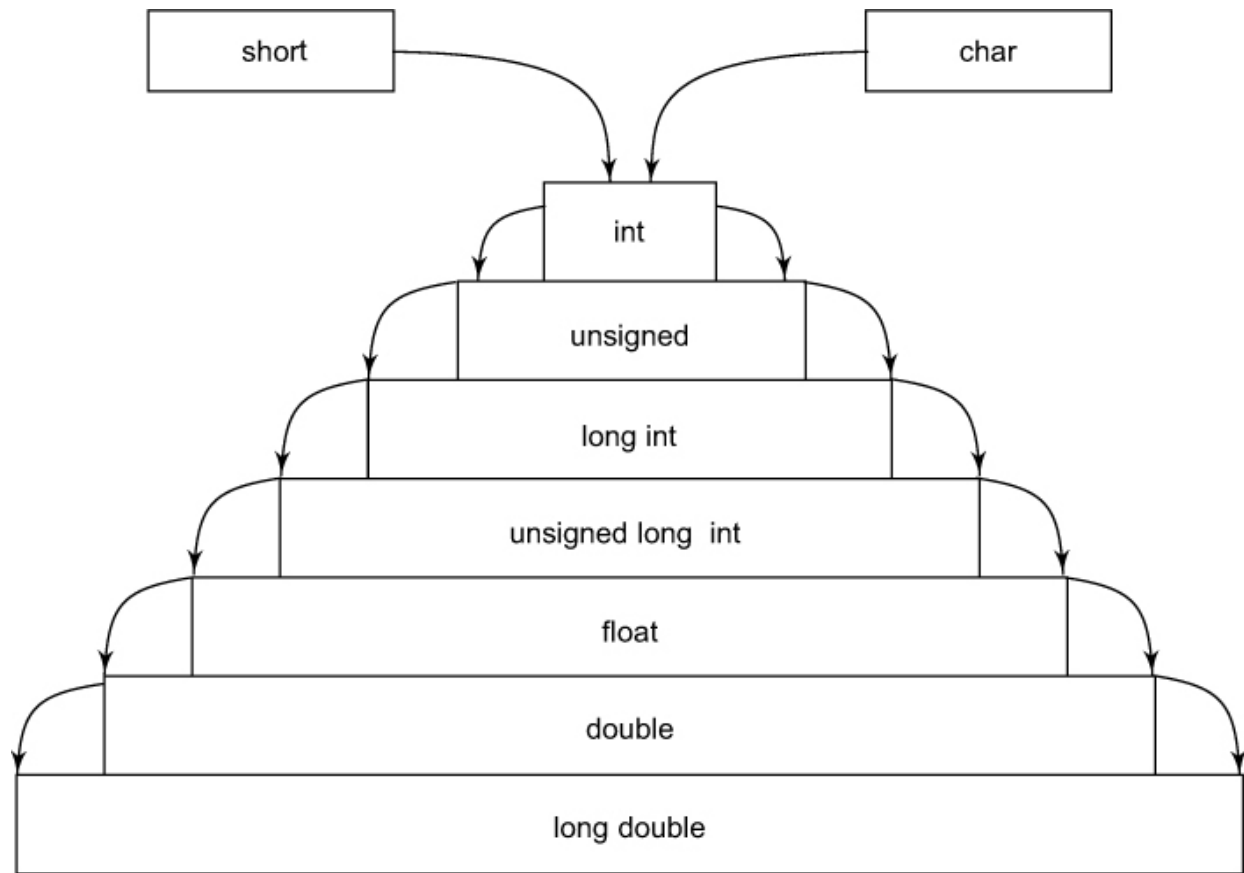 short
char
int
unsigned
long int
unsigned long int
float
double
long double